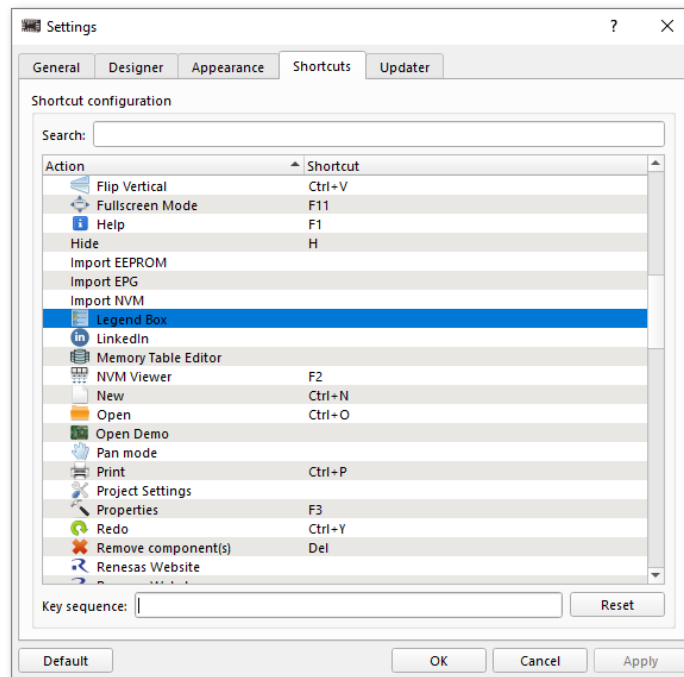 Settings ? X
General Designer Appearance Shortcuts Updater
Shortcut configuration
Search:
Action Shortcut
Flip Vertical Ctrl+V
Fullscreen Mode F11
Help F1
Hide H
Import EEPROM
Import EPG
Import NVM
Legend Box
LinkedIn
Memory Table Editor
NVM Viewer F2
New Ctrl+N
Open Ctrl+O
Open Demo
Pan mode
Print Ctrl+P
Project Settings
Properties F3
Redo Ctrl+Y
Remove component(s) Del
Renesas Website
Key sequence: Reset
Default OK Cancel Apply